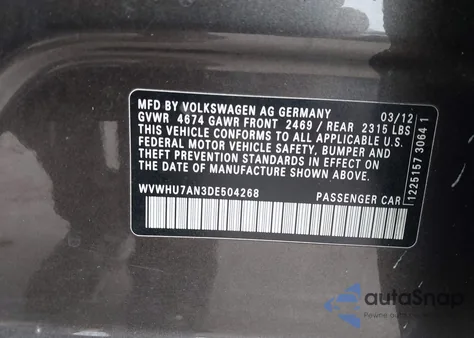 MFD BY VOLKSWAGEN AG GERMANY 03/12
GVWR 4674 GAWR FRONT 2469 / REAR 2315 LBS
THIS VEHICLE CONFORMS TO ALL APPLICABLE U.S.
FEDERAL MOTOR VEHICLE SAFETY, BUMPER AND
THEFT PREVENTION STANDARDS IN EFFECT ON
THE DATE OF MANUFACTURE SHOWN ABOVE.
WVWHU7AN3DE504268 PASSENGER CAR
1225157 3064 1
autoSnap